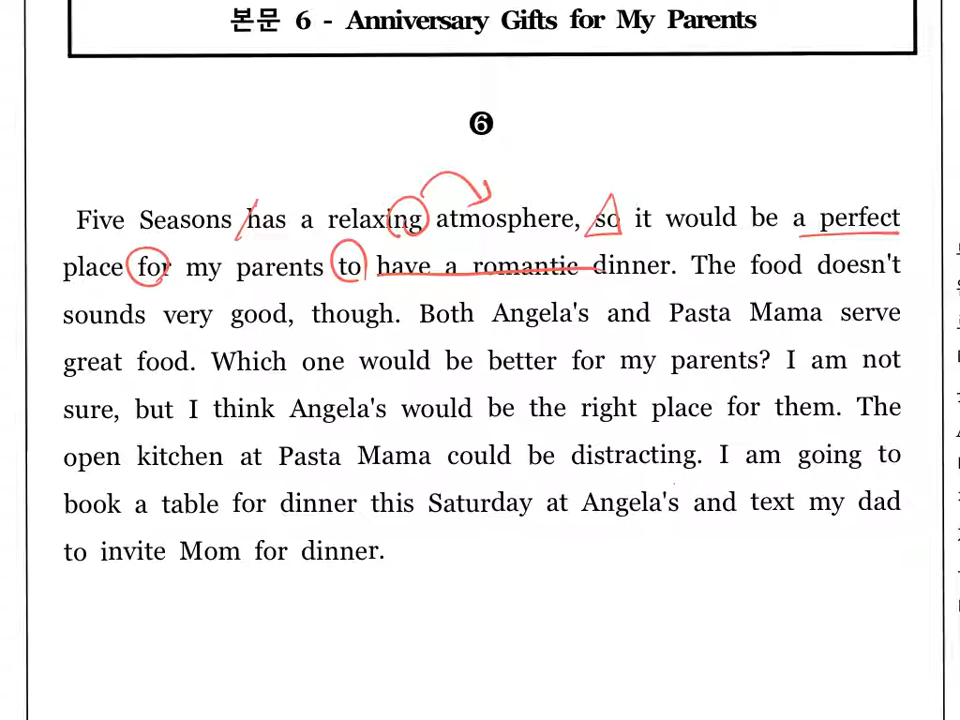 본문 6 - Anniversary Gifts for My Parents
❻
Five Seasons has a relaxing atmosphere, so it would be a perfect
place for my parents to have a romantic dinner. The food doesn't
sounds very good, though. Both Angela's and Pasta Mama serve
great food. Which one would be better for my parents? I am not
sure, but I think Angela's would be the right place for them. The
open kitchen at Pasta Mama could be distracting. I am going to
book a table for dinner this Saturday at Angela's and text my dad
to invite Mom for dinner.